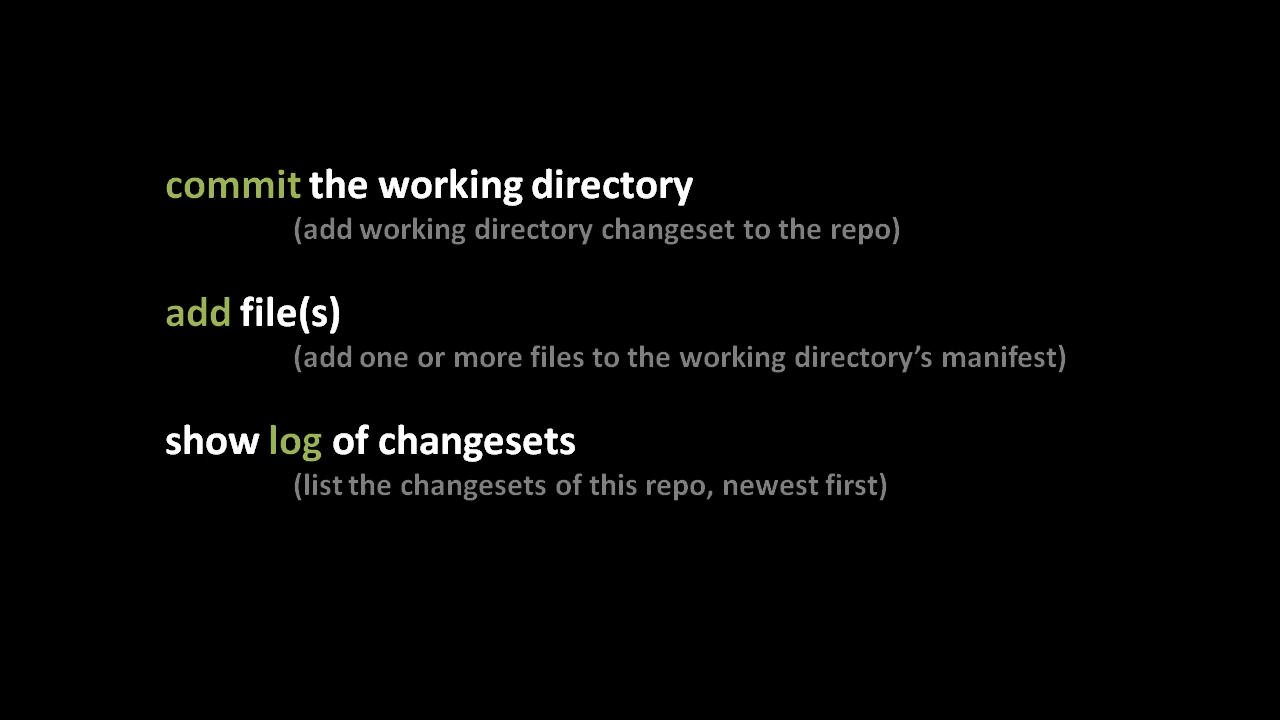 commit the working directory
(add working directory changeset to the repo)
add file(s)
(add one or more files to the working directory’s manifest)
show log of changesets
(list the changesets of this repo, newest first)